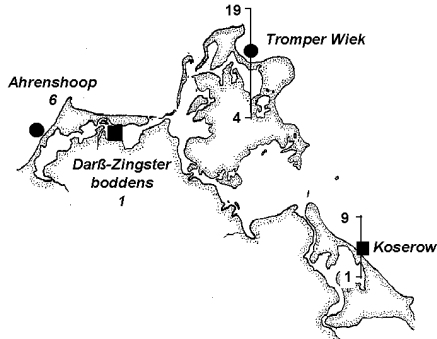 19
Tromper Wiek
Ahrenshoop
6
4
Darß-Zingster
boddens
1
9
Koserow
1